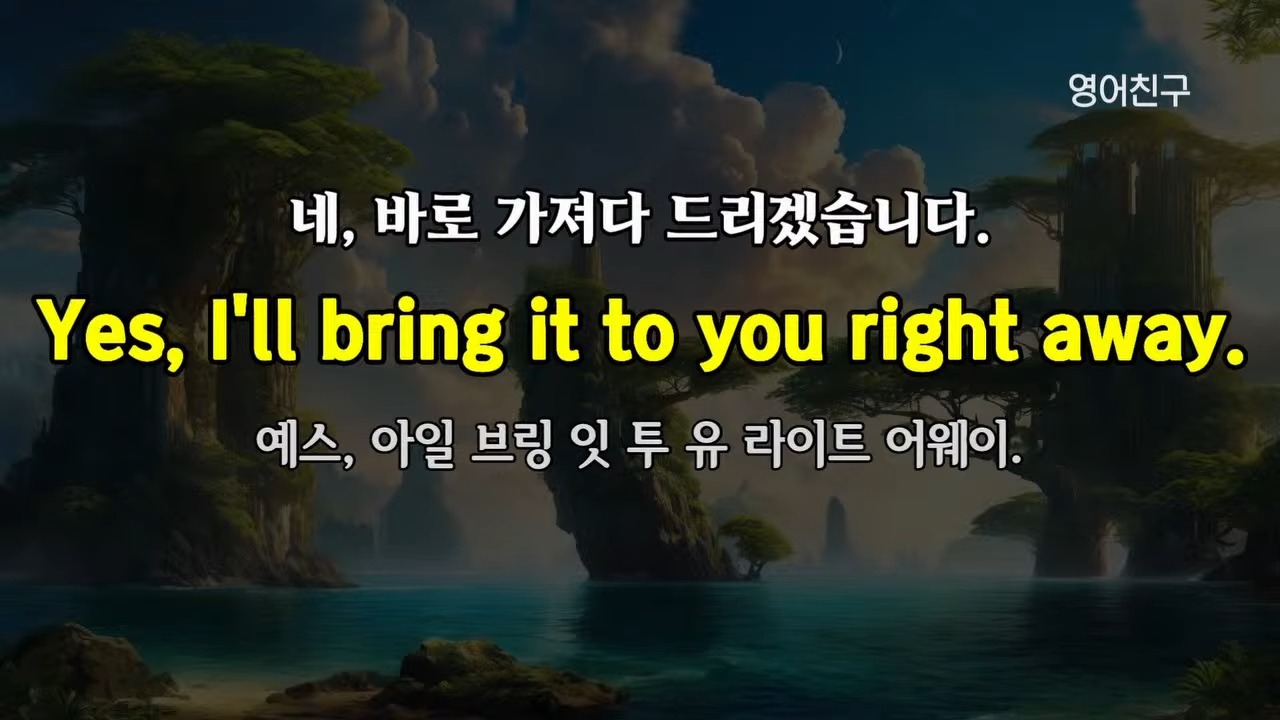 영어친구
네, 바로 가져다 드리겠습니다.
Yes, I'll bring it to you right away.
예스, 아일 브링 잇 투 유 라이트 어웨이.